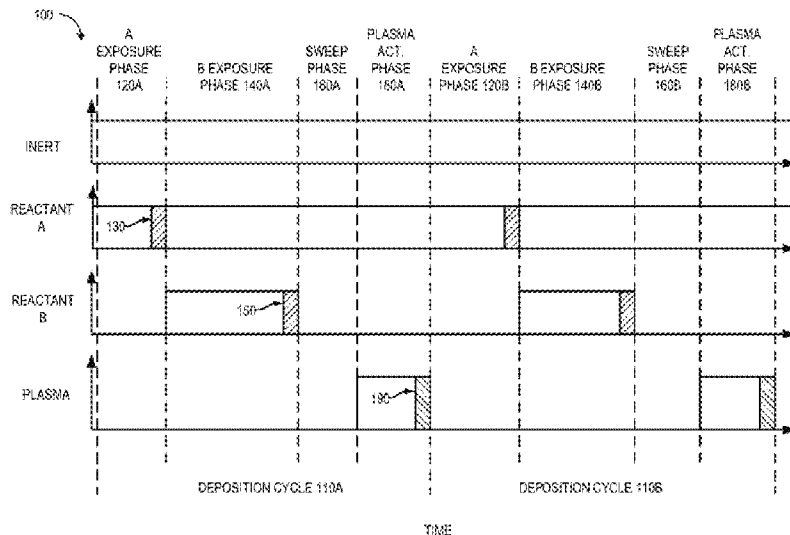 100
A
EXPOSURE
PHASE
120A
B EXPOSURE
PHASE 140A
SWEEP
PHASE
160A
PLASMA
ACT.
PHASE
180A
A
EXPOSURE
PHASE 120B
B EXPOSURE
PHASE 140B
SWEEP
PHASE
160B
PLASMA
ACT.
PHASE
180B
INERT
REACTANT
A
130
REACTANT
B
150
PLASMA
190
DEPOSITION CYCLE 110A
DEPOSITION CYCLE 110B
TIME